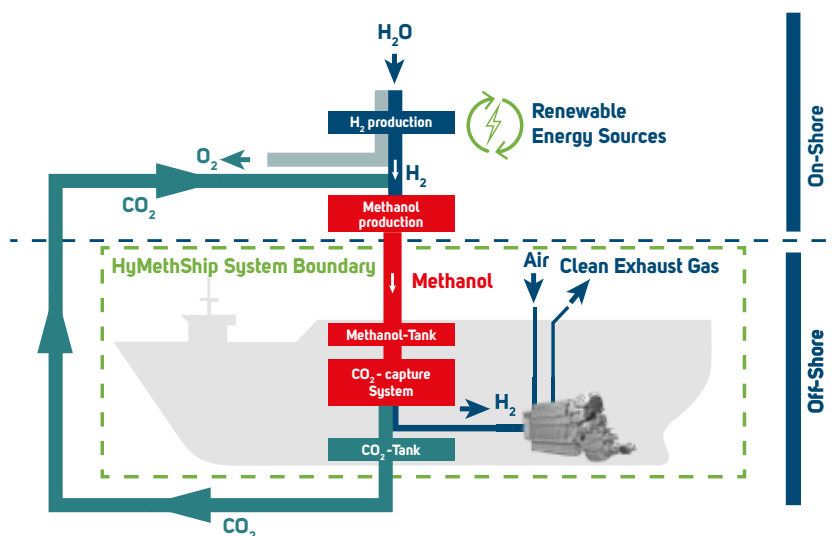 H₂O
H₂ production
Renewable
Energy Sources
On-Shore
O₂
H₂
CO₂
Methanol
production
HyMethShip System Boundary
Air
Clean Exhaust Gas
Methanol
Methanol-Tank
CO₂- capture
System
H₂
Off-Shore
CO₂-Tank
CO₂